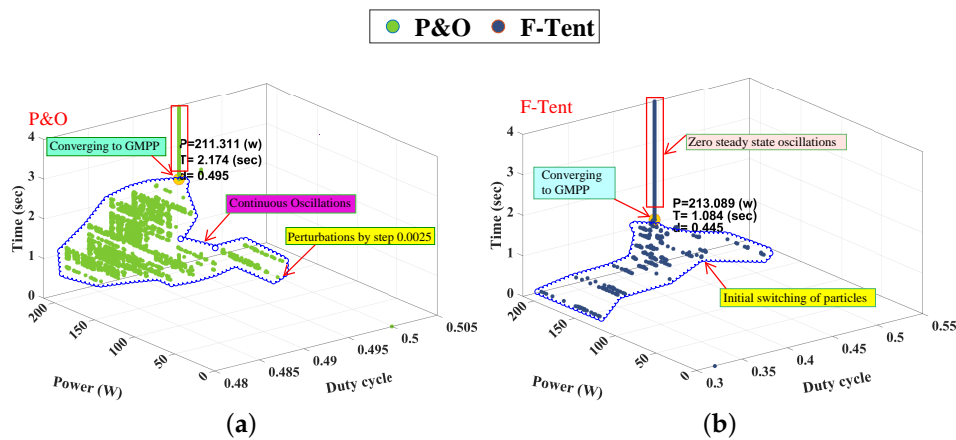 P&O F-Tent
P&O
Converging to GMPP
P=211.311 (w)
T= 2.174 (sec)
d= 0.495
Continuous Oscillations
Perturbations by step 0.0025
Time (sec)
4
3
2
1
0
200
150
100
50
0
Power (W)
0.48
0.485
0.49
0.495
0.5
0.505
Duty cycle
(a)
F-Tent
Zero steady state oscillations
Converging
to GMPP
P=213.089 (w)
T= 1.084 (sec)
d= 0.445
Initial switching of particles
Time (sec)
4
3
2
1
0
200
150
100
50
0
Power (W)
0.3
0.35
0.4
0.45
0.5
0.55
Duty cycle
(b)